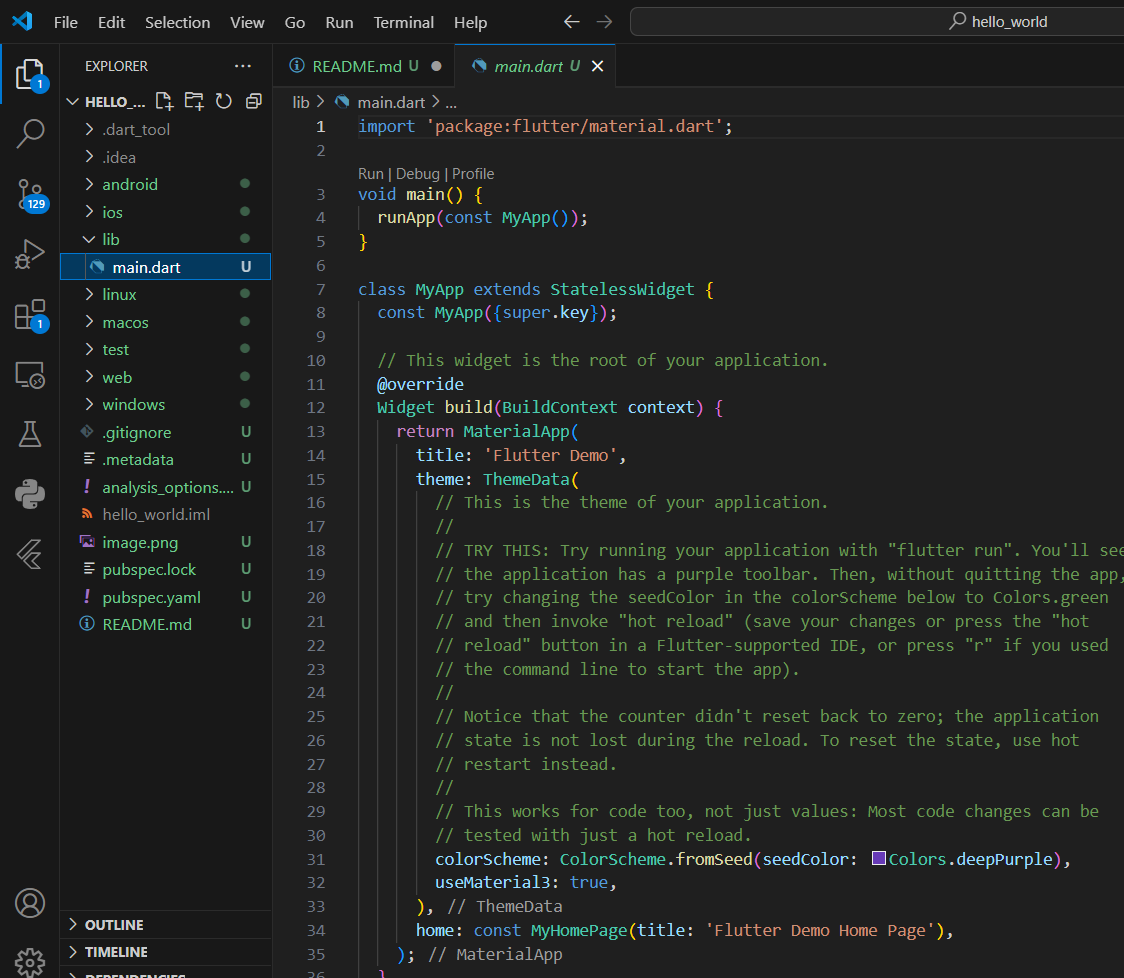 File Edit Selection View Go Run Terminal Help
hello_world
EXPLORER
1
HELLO_...
.dart_tool
.idea
android
129
ios
lib
main.dart U
linux
1
macos
test
web
windows
.gitignore U
.metadata U
analysis_options.... U
hello_world.iml
image.png U
pubspec.lock U
pubspec.yaml U
README.md U
OUTLINE
TIMELINE
DEPENDENCIES
README.md U
main.dart U
lib > main.dart > ...
1 import 'package:flutter/material.dart';
2
Run | Debug | Profile
3 void main() {
4 runApp(const MyApp());
5 }
6
7 class MyApp extends StatelessWidget {
8 const MyApp({super.key});
9
10 // This widget is the root of your application.
11 @override
12 Widget build(BuildContext context) {
13 return MaterialApp(
14 title: 'Flutter Demo',
15 theme: ThemeData(
16 // This is the theme of your application.
17 //
18 // TRY THIS: Try running your application with "flutter run". You'll see
19 // the application has a purple toolbar. Then, without quitting the app,
20 // try changing the seedColor in the colorScheme below to Colors.green
21 // and then invoke "hot reload" (save your changes or press the "hot
22 // reload" button in a Flutter-supported IDE, or press "r" if you used
23 // the command line to start the app).
24 //
25 // Notice that the counter didn't reset back to zero; the application
26 // state is not lost during the reload. To reset the state, use hot
27 // restart instead.
28 //
29 // This works for code too, not just values: Most code changes can be
30 // tested with just a hot reload.
31 colorScheme: ColorScheme.fromSeed(seedColor: Colors.deepPurple),
32 useMaterial3: true,
33 ), // ThemeData
34 home: const MyHomePage(title: 'Flutter Demo Home Page'),
35 ); // MaterialApp
36 }